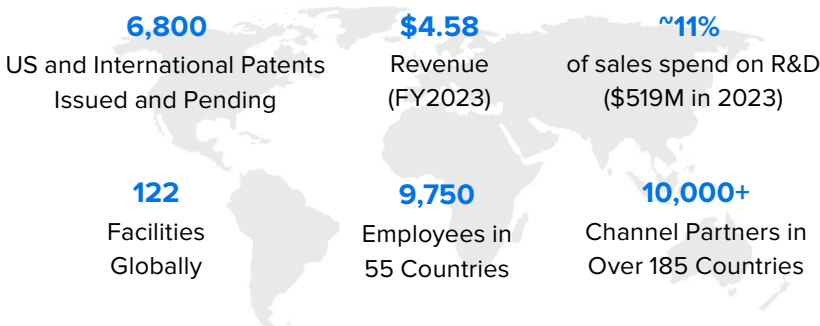 6,800
US and International Patents
Issued and Pending
$4.58
Revenue
(FY2023)
~11%
of sales spend on R&D
($519M in 2023)
122
Facilities
Globally
9,750
Employees in
55 Countries
10,000+
Channel Partners in
Over 185 Countries